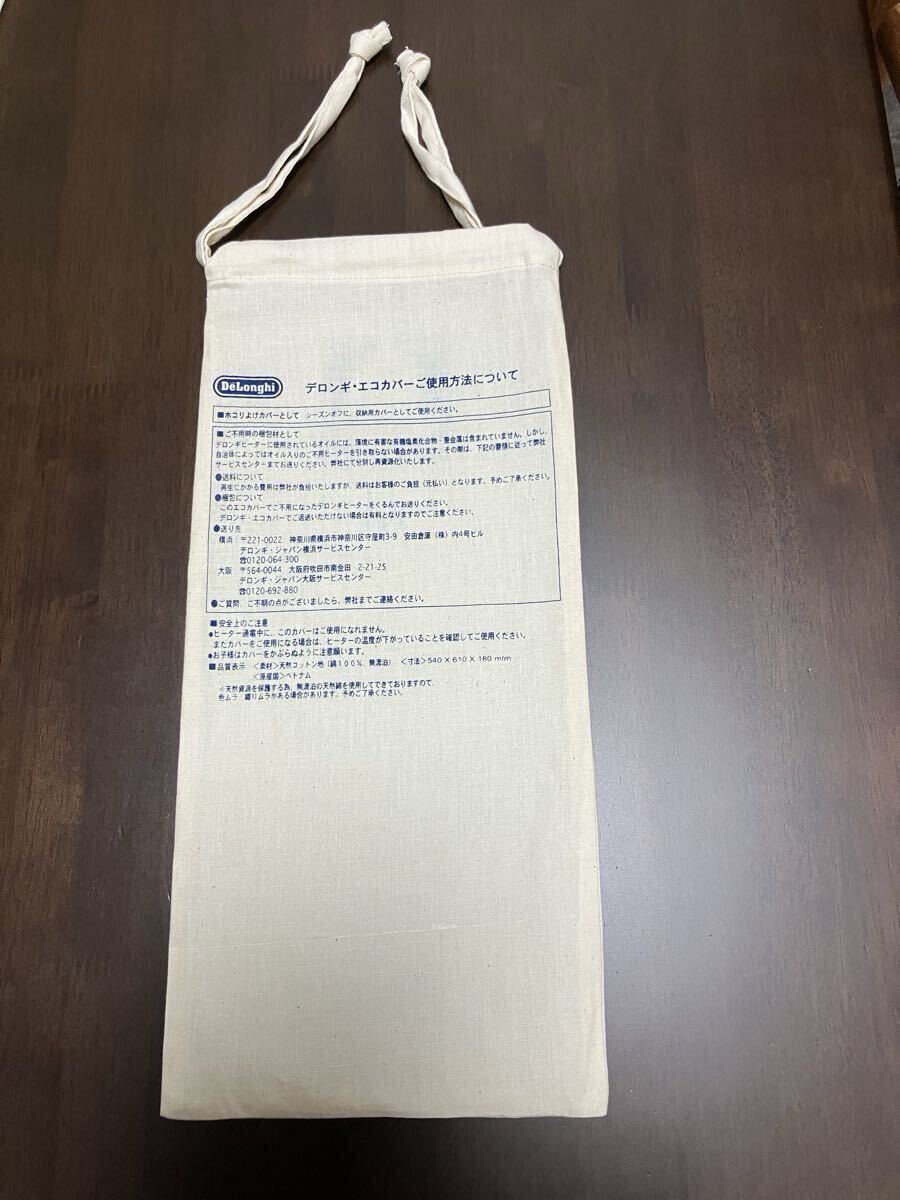 DēLonghi
デロンギ・エコカバーご使用方法について
■ホコリよけカバーとして シーズンオフに、収納用カバーとしてご使用ください。
■ご不用時の梱包材として
デロンギヒーターに使用されているオイルには、環境に有害な有機塩素化合物・重金属は含まれていません。しかし、
自治体によってはオイル入りのご不用ヒーターを引き取らない場合があります。その際は、下記の要領に従って弊社
サービスセンターまでお送りください。弊社にて分別し再資源化いたします。
●送料について
再生にかかる費用は弊社が負担いたしますが、送料はお客様のご負担（元払い）となります。予めご了承ください。
●梱包について
このエコカバーでご不用になったデロンギヒーターをくるんでお送りください。
デロンギ・エコカバーでご返送いただけない場合は有料となりますのでご注意ください。
●送り先
横浜：〒221-0022 神奈川県横浜市神奈川区守屋町3-9 安田倉庫（株）内4号ビル
デロンギ・ジャパン横浜サービスセンター
☎0120-064-300
大阪：〒564-0044 大阪府吹田市南金田 2-21-25
デロンギ・ジャパン大阪サービスセンター
☎0120-692-880
●ご質問、ご不明の点がございましたら、弊社までご連絡ください。
■安全上のご注意
●ヒーター通電中に、このカバーはご使用になれません。
またカバーをご使用になる場合は、ヒーターの温度が下がっていることを確認してご使用ください。
●お子様はカバーをかぶらぬように注意願います。
■品質表示 〈素材〉天然コットン地（綿100%、無漂泊） 〈寸法〉540×610×180m/m
〈原産国〉ベトナム
※天然資源を保護する為、無漂泊の天然綿を使用してできておりますので、
色ムラ、織りムラがある場合があります。予めご了承ください。